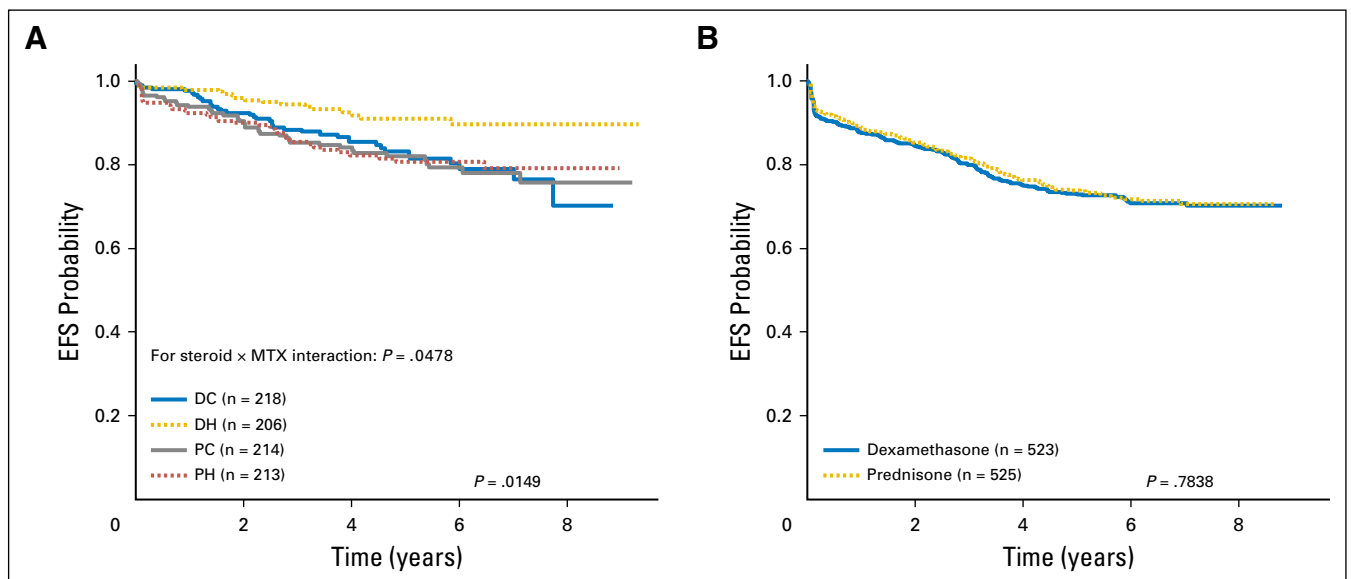 A
EFS Probability
1.0
0.8
0.6
0.4
0.2
For steroid × MTX interaction: P = .0478
DC (n = 218)
DH (n = 206)
PC (n = 214)
PH (n = 213)
P = .0149
0 2 4 6 8
Time (years)
B
EFS Probability
1.0
0.8
0.6
0.4
0.2
Dexamethasone (n = 523)
Prednisone (n = 525)
P = .7838
0 2 4 6 8
Time (years)